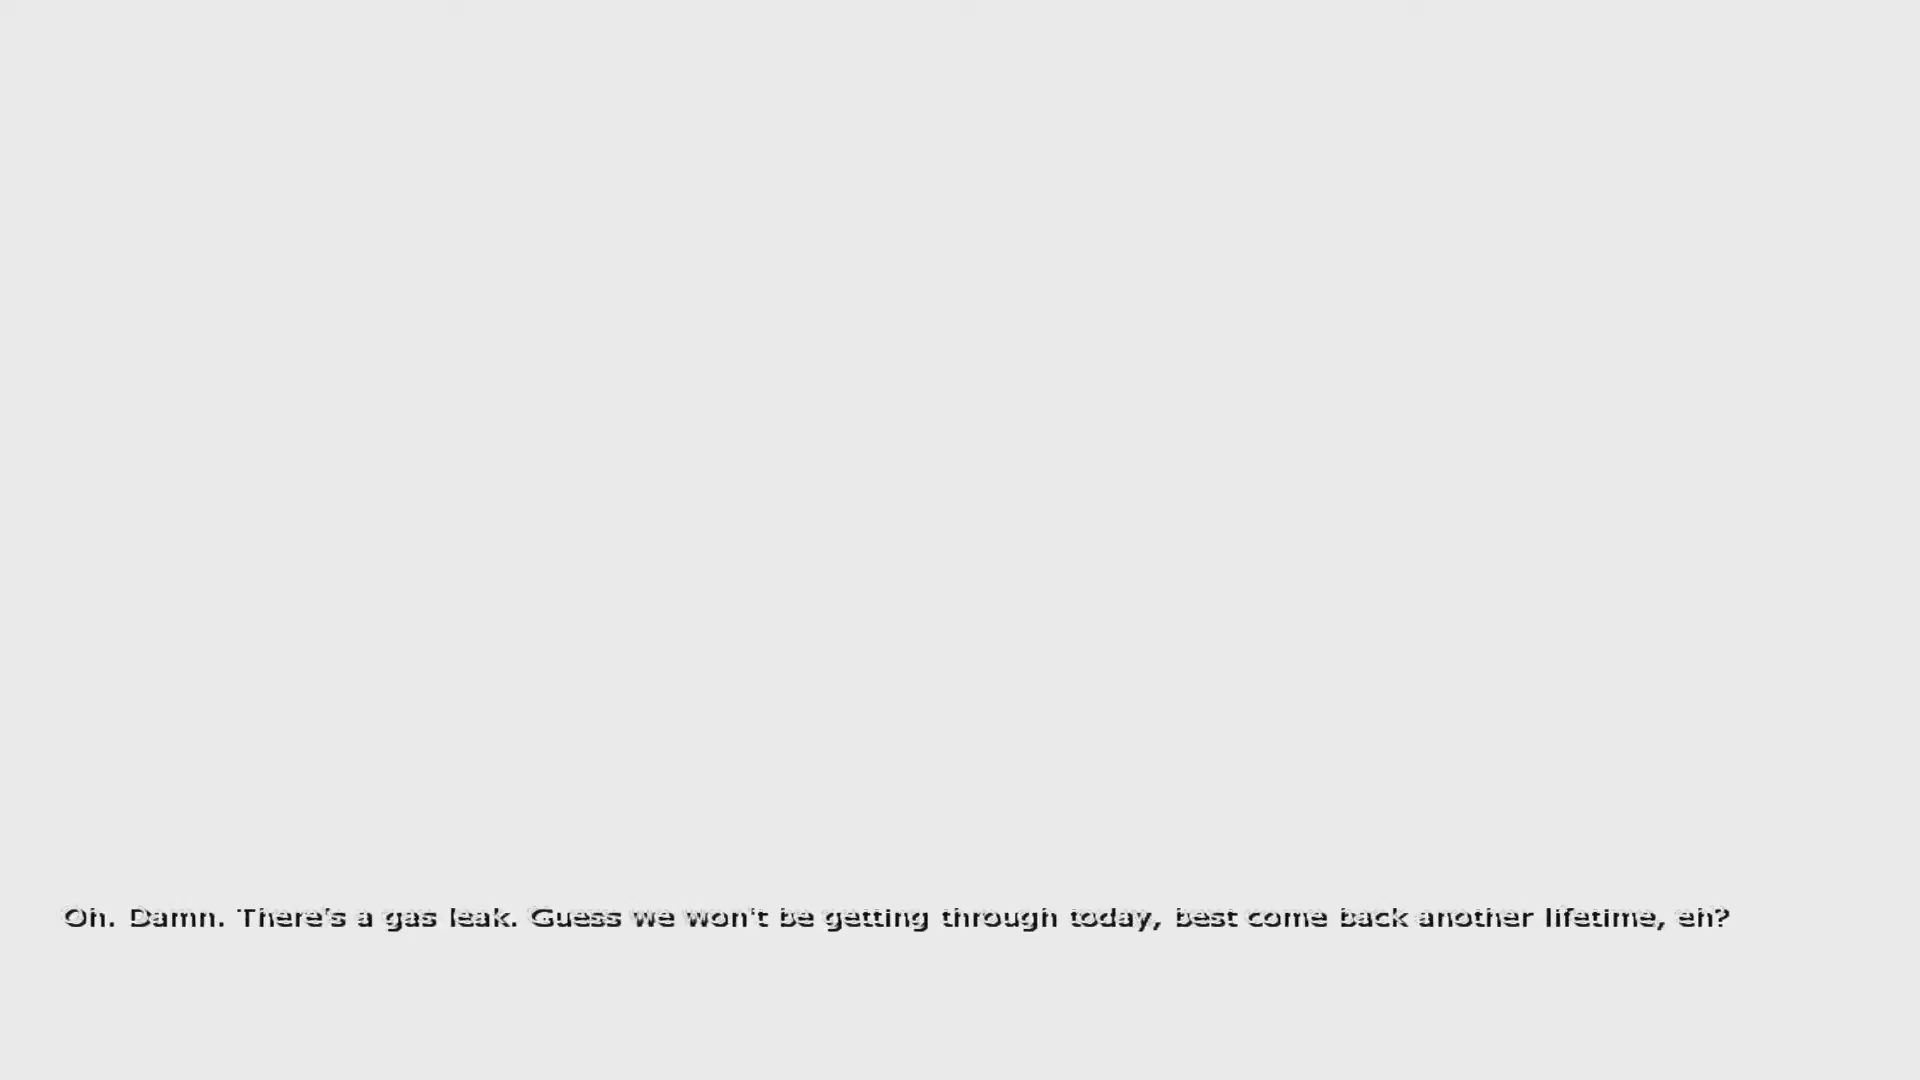 Oh. Damn. There's a gas leak. Guess we won't be getting through today, best come back another lifetime, eh?